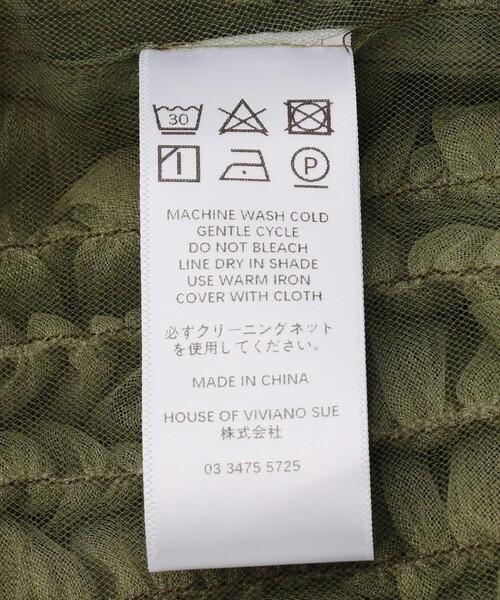 30
P
MACHINE WASH COLD
GENTLE CYCLE
DO NOT BLEACH
LINE DRY IN SHADE
USE WARM IRON
COVER WITH CLOTH
必ずクリーニングネット
を使用してください。
MADE IN CHINA
HOUSE OF VIVIANO SUE
株式会社
03 3475 5725